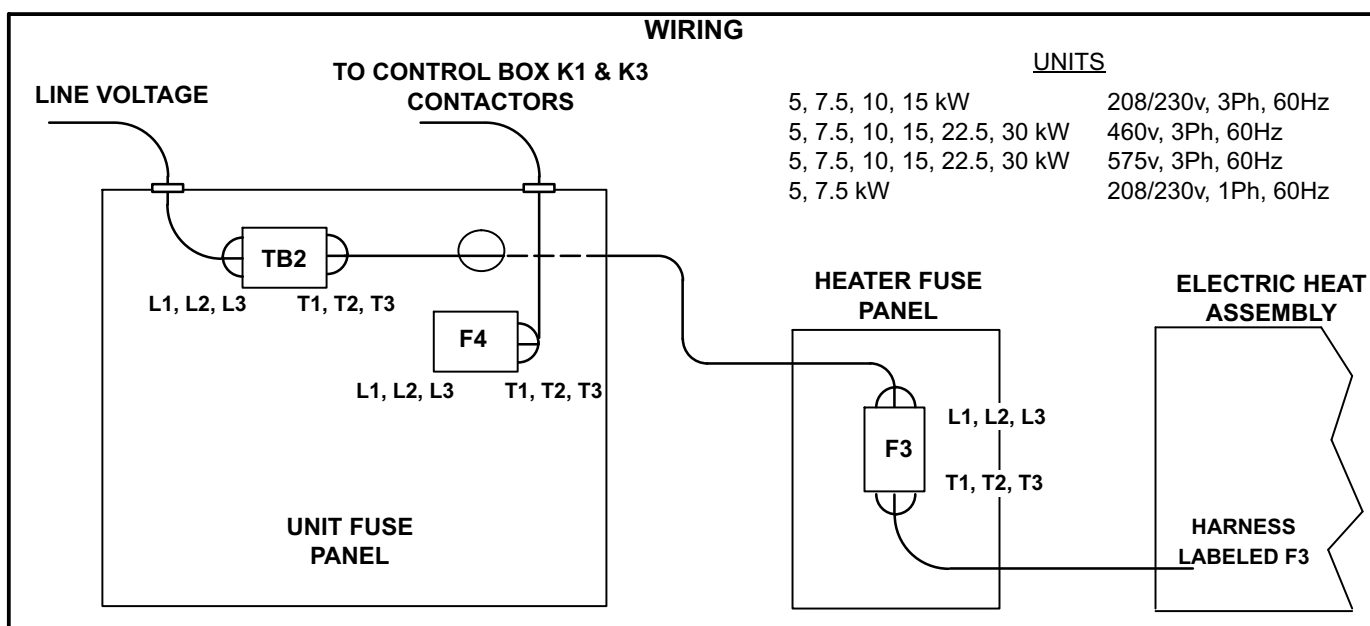 WIRING
UNITS
5, 7.5, 10, 15 kW 208/230v, 3Ph, 60Hz
5, 7.5, 10, 15, 22.5, 30 kW 460v, 3Ph, 60Hz
5, 7.5, 10, 15, 22.5, 30 kW 575v, 3Ph, 60Hz
5, 7.5 kW 208/230v, 1Ph, 60Hz
LINE VOLTAGE
TO CONTROL BOX K1 & K3
CONTACTORS
TB2
L1, L2, L3 T1, T2, T3
F4
L1, L2, L3 T1, T2, T3
UNIT FUSE
PANEL
HEATER FUSE
PANEL
L1, L2, L3
F3
T1, T2, T3
ELECTRIC HEAT
ASSEMBLY
HARNESS
LABELED F3